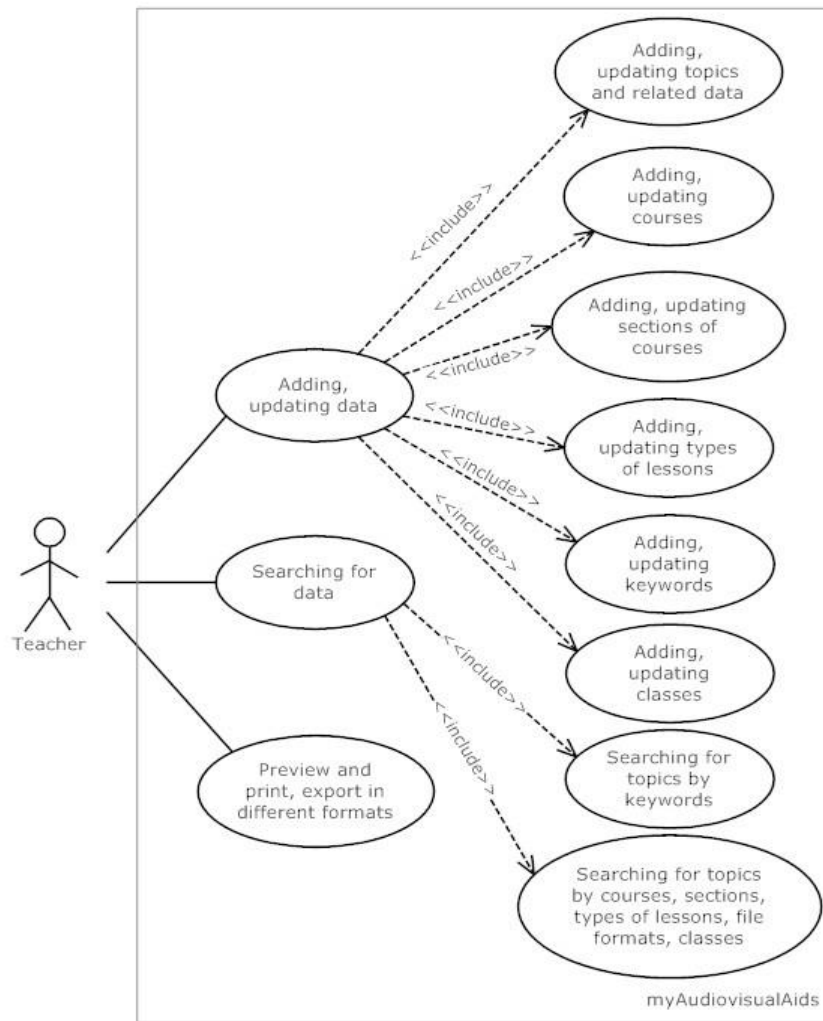 Adding,
updating topics
and related data
<<include>>
Adding,
updating
courses
<<include>>
Adding, updating
sections of
courses
<<include>>
Adding,
updating data
<<include>>
Adding,
updating types
of lessons
<<include>>
Adding,
updating
keywords
<<include>>
Searching for
data
Teacher
Adding,
updating
classes
<<include>>
<<include>>
Preview and
print, export in
different formats
Searching for
topics by
keywords
Searching for topics
by courses, sections,
types of lessons, file
formats, classes
myAudiovisualAids